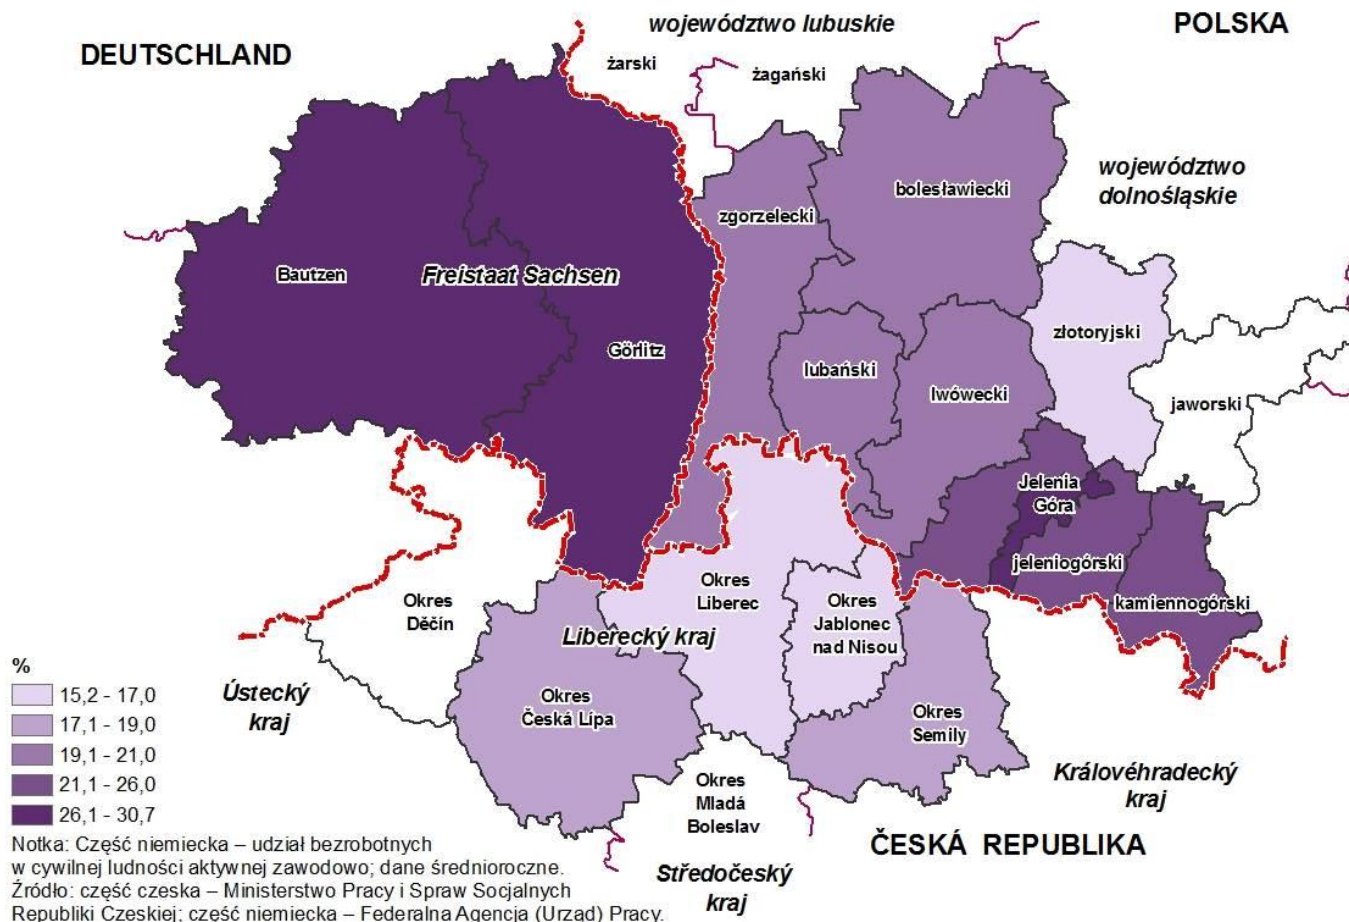 DEUTSCHLAND
województwo lubuskie
POLSKA
żarski
żagański
województwo
dolnośląskie
bolesławiecki
zgorzelecki
Bautzen
Freistaat Sachsen
Görlitz
złotoryjski
lubański
lwówecki
jaworski
Jelenia
Góra
jeleniogórski
kamiennogórski
Okres
Děčín
Okres
Liberec
Okres
Jablonec
nad Nisou
Liberecký kraj
Ústecký
kraj
Okres
Česká Lípa
Okres
Semily
Okres
Mladá
Boleslav
Královéhradecký
kraj
ČESKÁ REPUBLIKA
Středočeský
kraj
%
15,2 - 17,0
17,1 - 19,0
19,1 - 21,0
21,1 - 26,0
26,1 - 30,7
Notka: Część niemiecka – udział bezrobotnych
w cywilnej ludności aktywnej zawodowo; dane średnioroczne.
Źródło: część czeska – Ministerstwo Pracy i Spraw Socjalnych
Republiki Czeskiej; część niemiecka – Federalna Agencja (Urząd) Pracy.